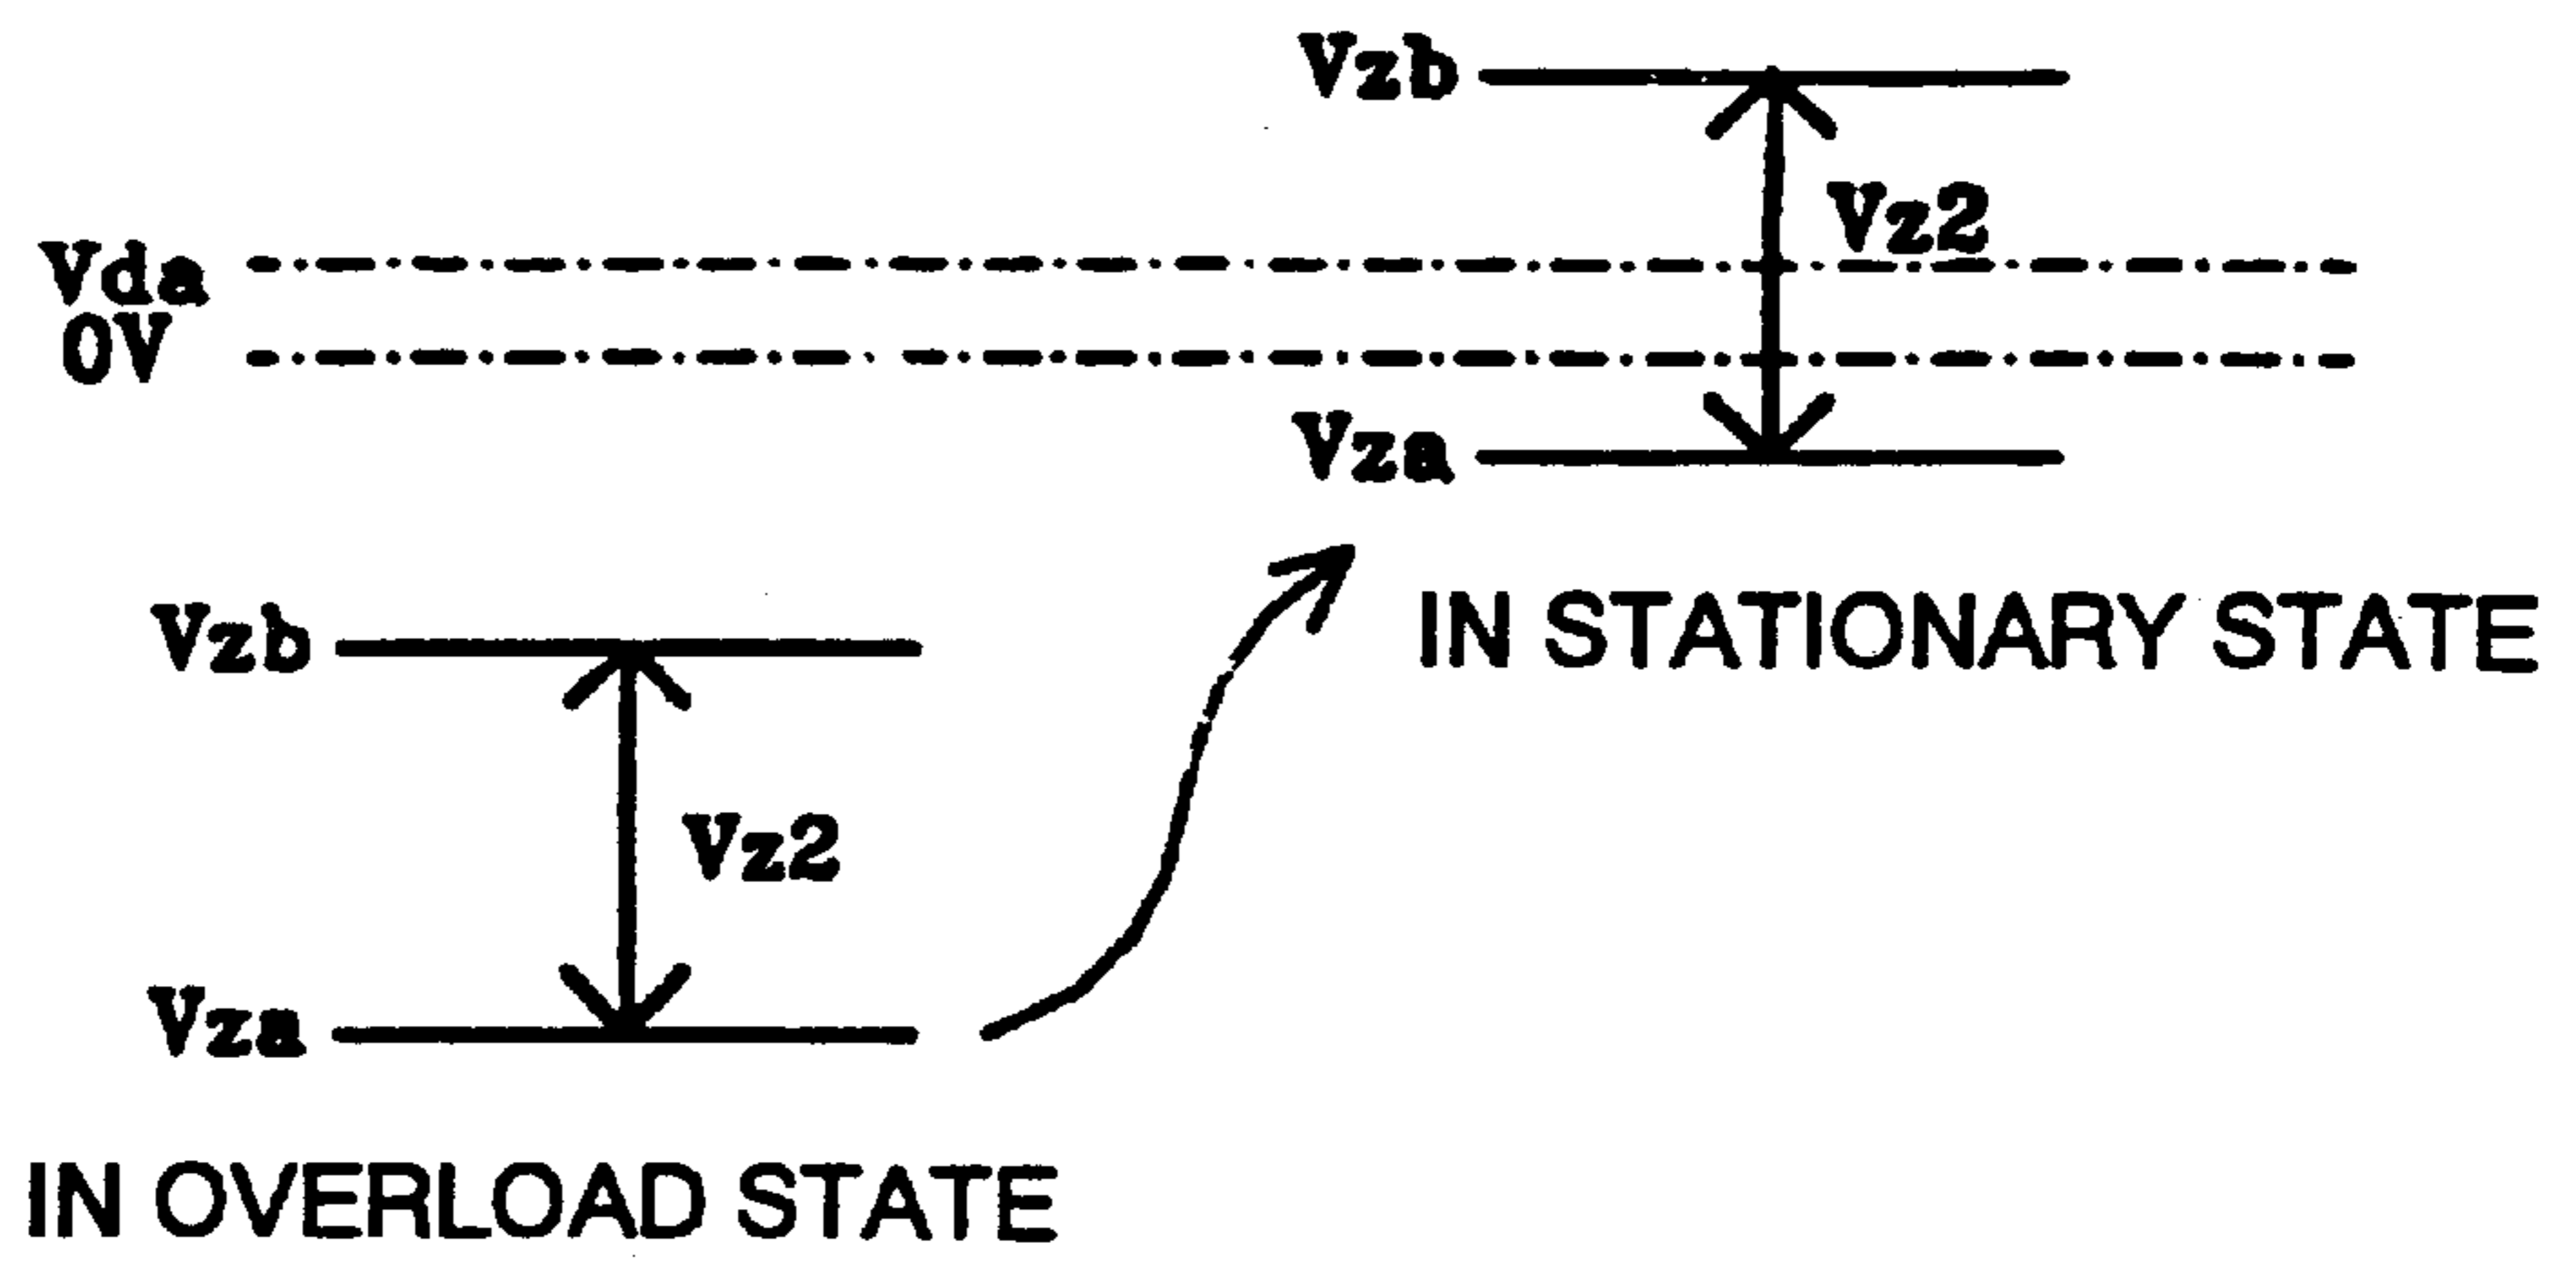 Vzb
Vz2
Vda
0V
Vza
IN STATIONARY STATE
Vzb
Vz2
Vza
IN OVERLOAD STATE